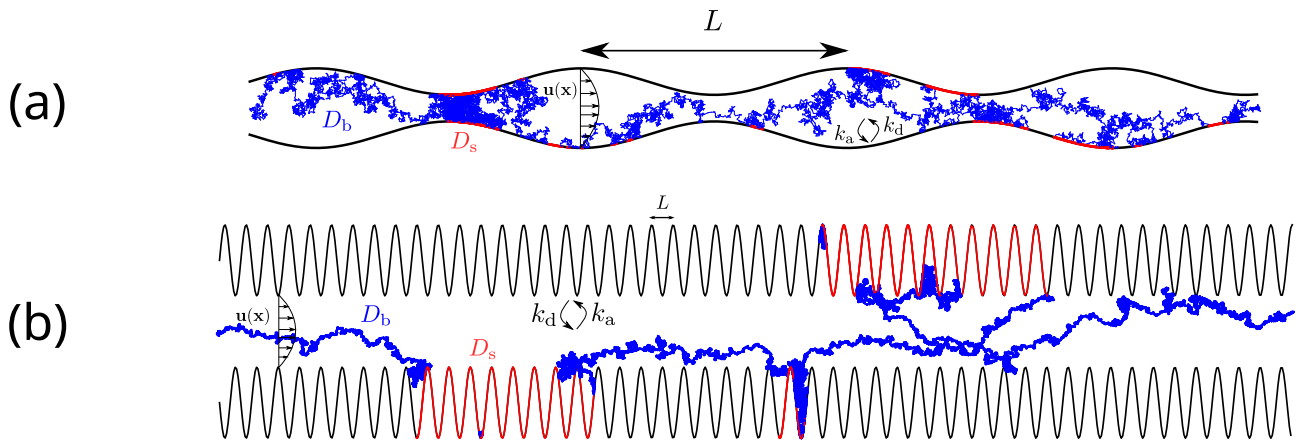 L
(a)
u(x)
D_b
D_s
k_a k_d
L
(b)
u(x)
D_b
k_d k_a
D_s